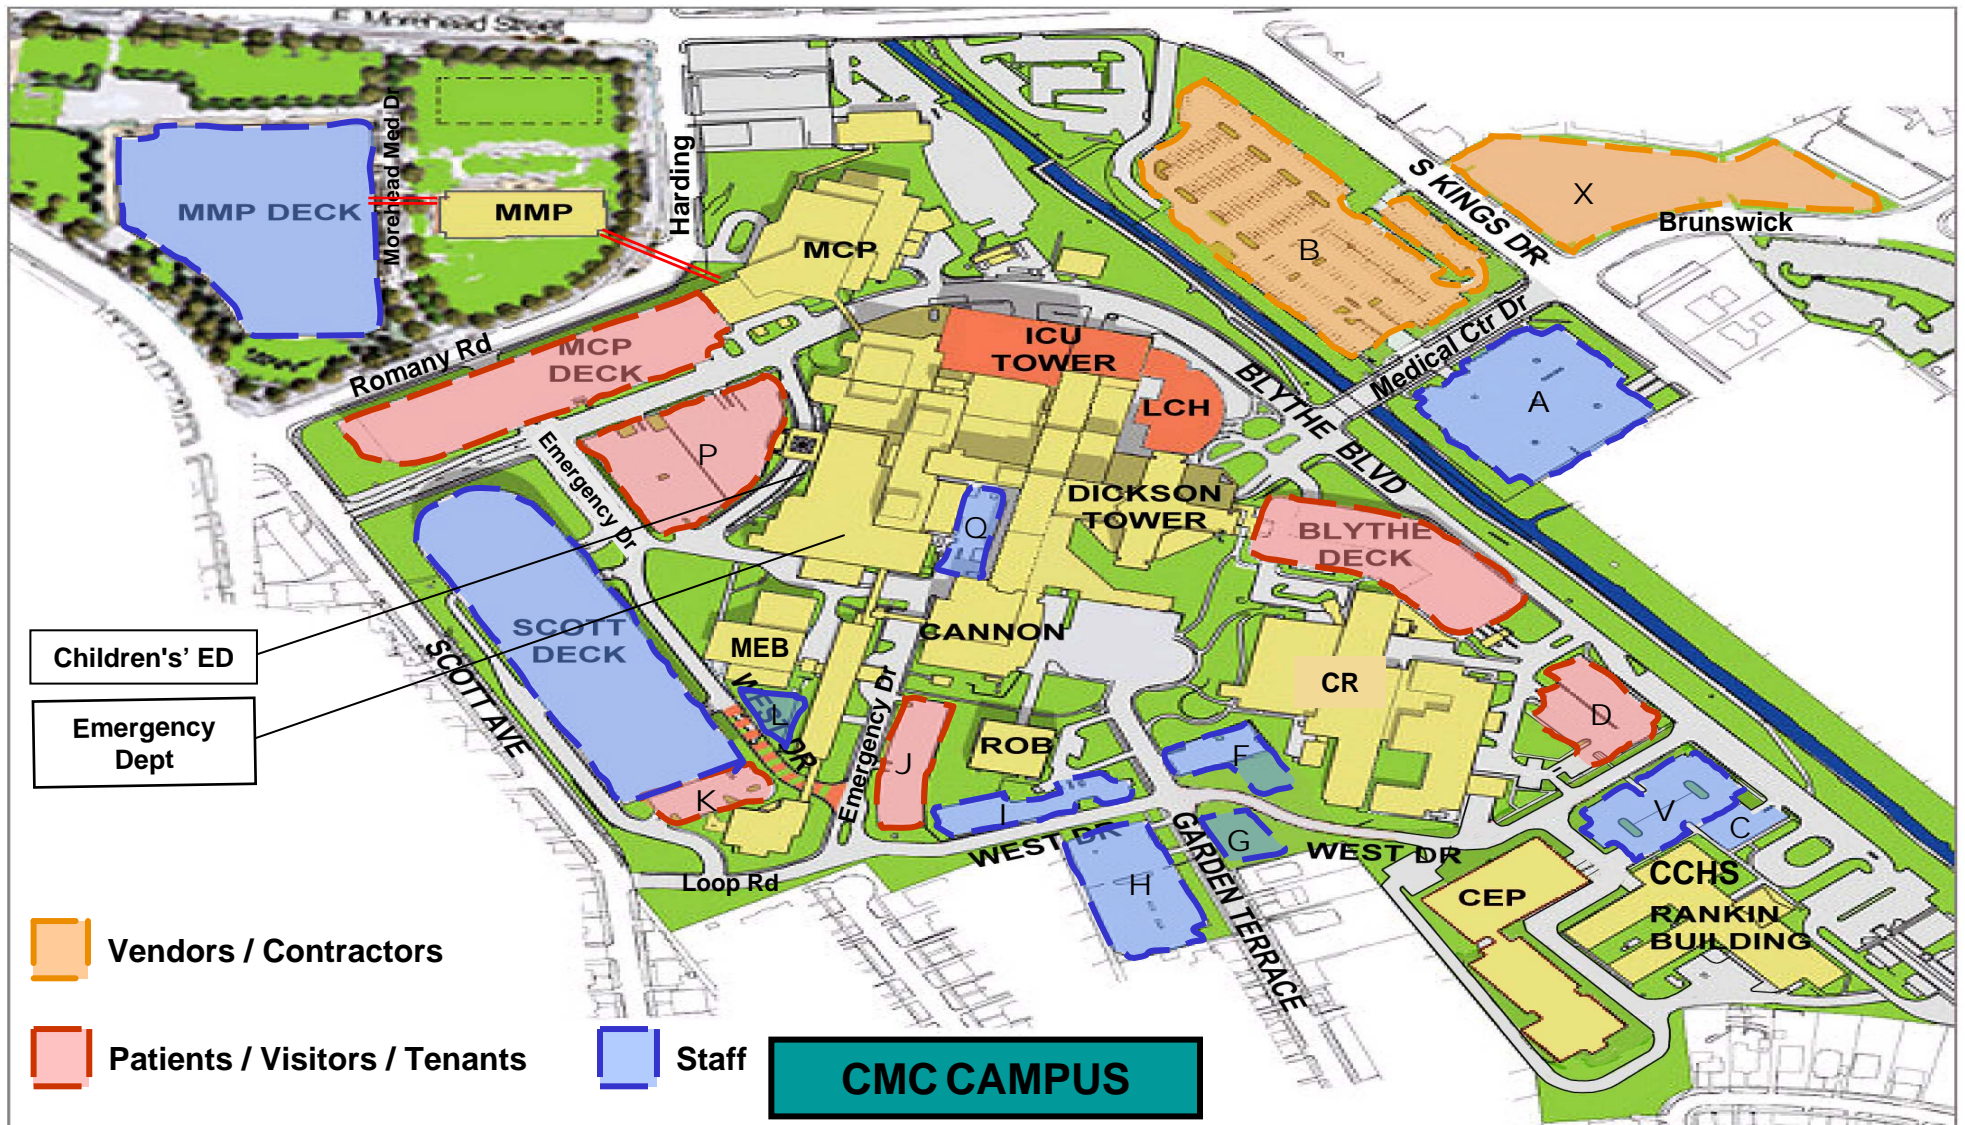 E Morehead Street
Harding
Morehead Med Dr
MMP DECK
MMP
MCP
S KINGS DR
X
Brunswick
B
Medical Ctr Dr
A
Romany Rd
MCP
DECK
ICU
TOWER
LCH
BLYTHE BLVD
P
Emergency Dr
Q
DICKSON
TOWER
BLYTHE
DECK
SCOTT
DECK
SCOTT AVE
Children's' ED
Emergency
Dept
MEB
CANNON
CR
WEST DR
L
Emergency Dr
J
K
ROB
I
F
D
G
H
WEST DR
GARDEN TERRACE
WEST DR
V
C
CEP
CCHS
RANKIN
BUILDING
Loop Rd
Vendors / Contractors
Patients / Visitors / Tenants
Staff
CMC CAMPUS